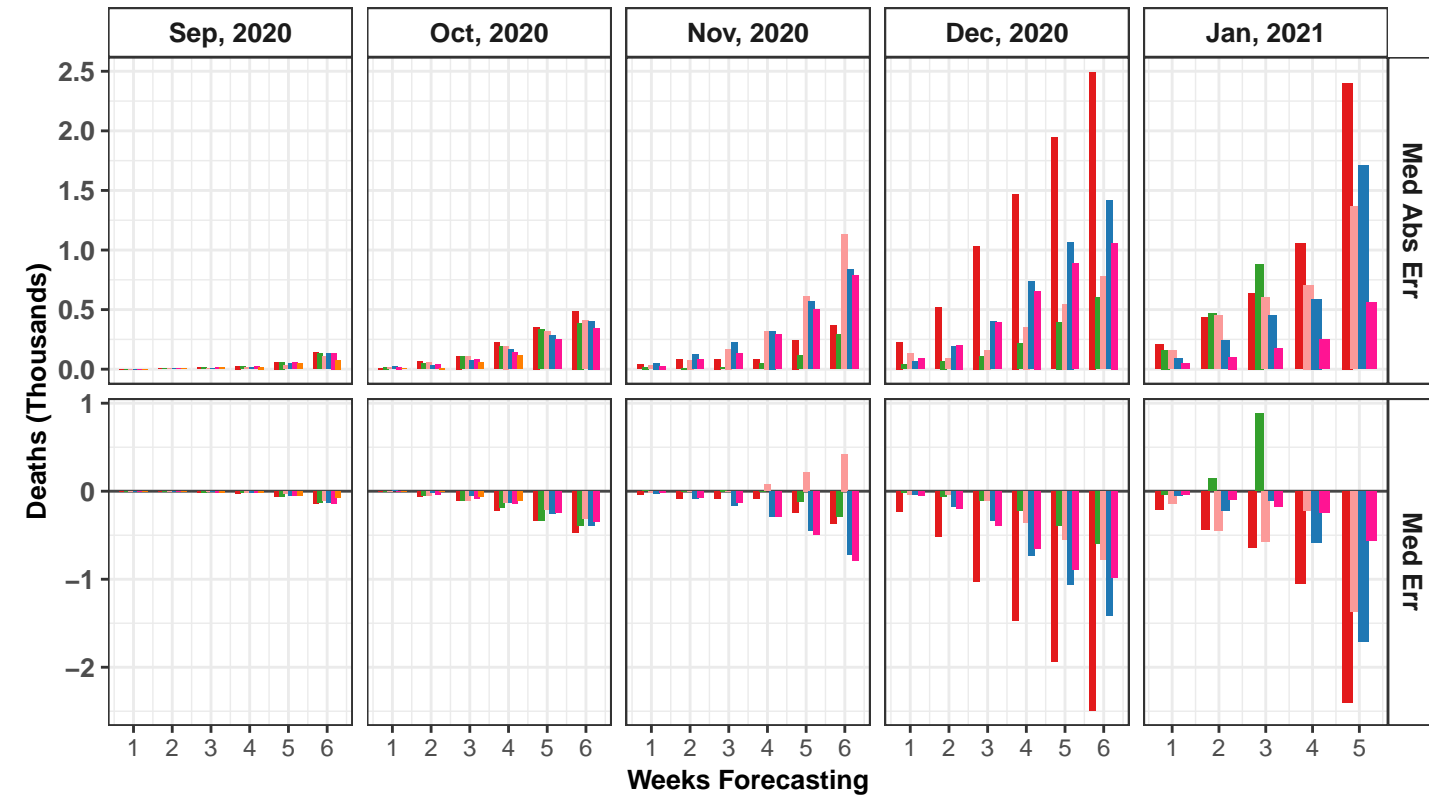 Sep, 2020 Oct, 2020 Nov, 2020 Dec, 2020 Jan, 2021
2.5
2.0
1.5
1.0
0.5
0.0
Med Abs Err
Deaths (Thousands)
1
0
−1
−2
Med Err
1 2 3 4 5 6 1 2 3 4 5 6 1 2 3 4 5 6 1 2 3 4 5 6 1 2 3 4 5
Weeks Forecasting